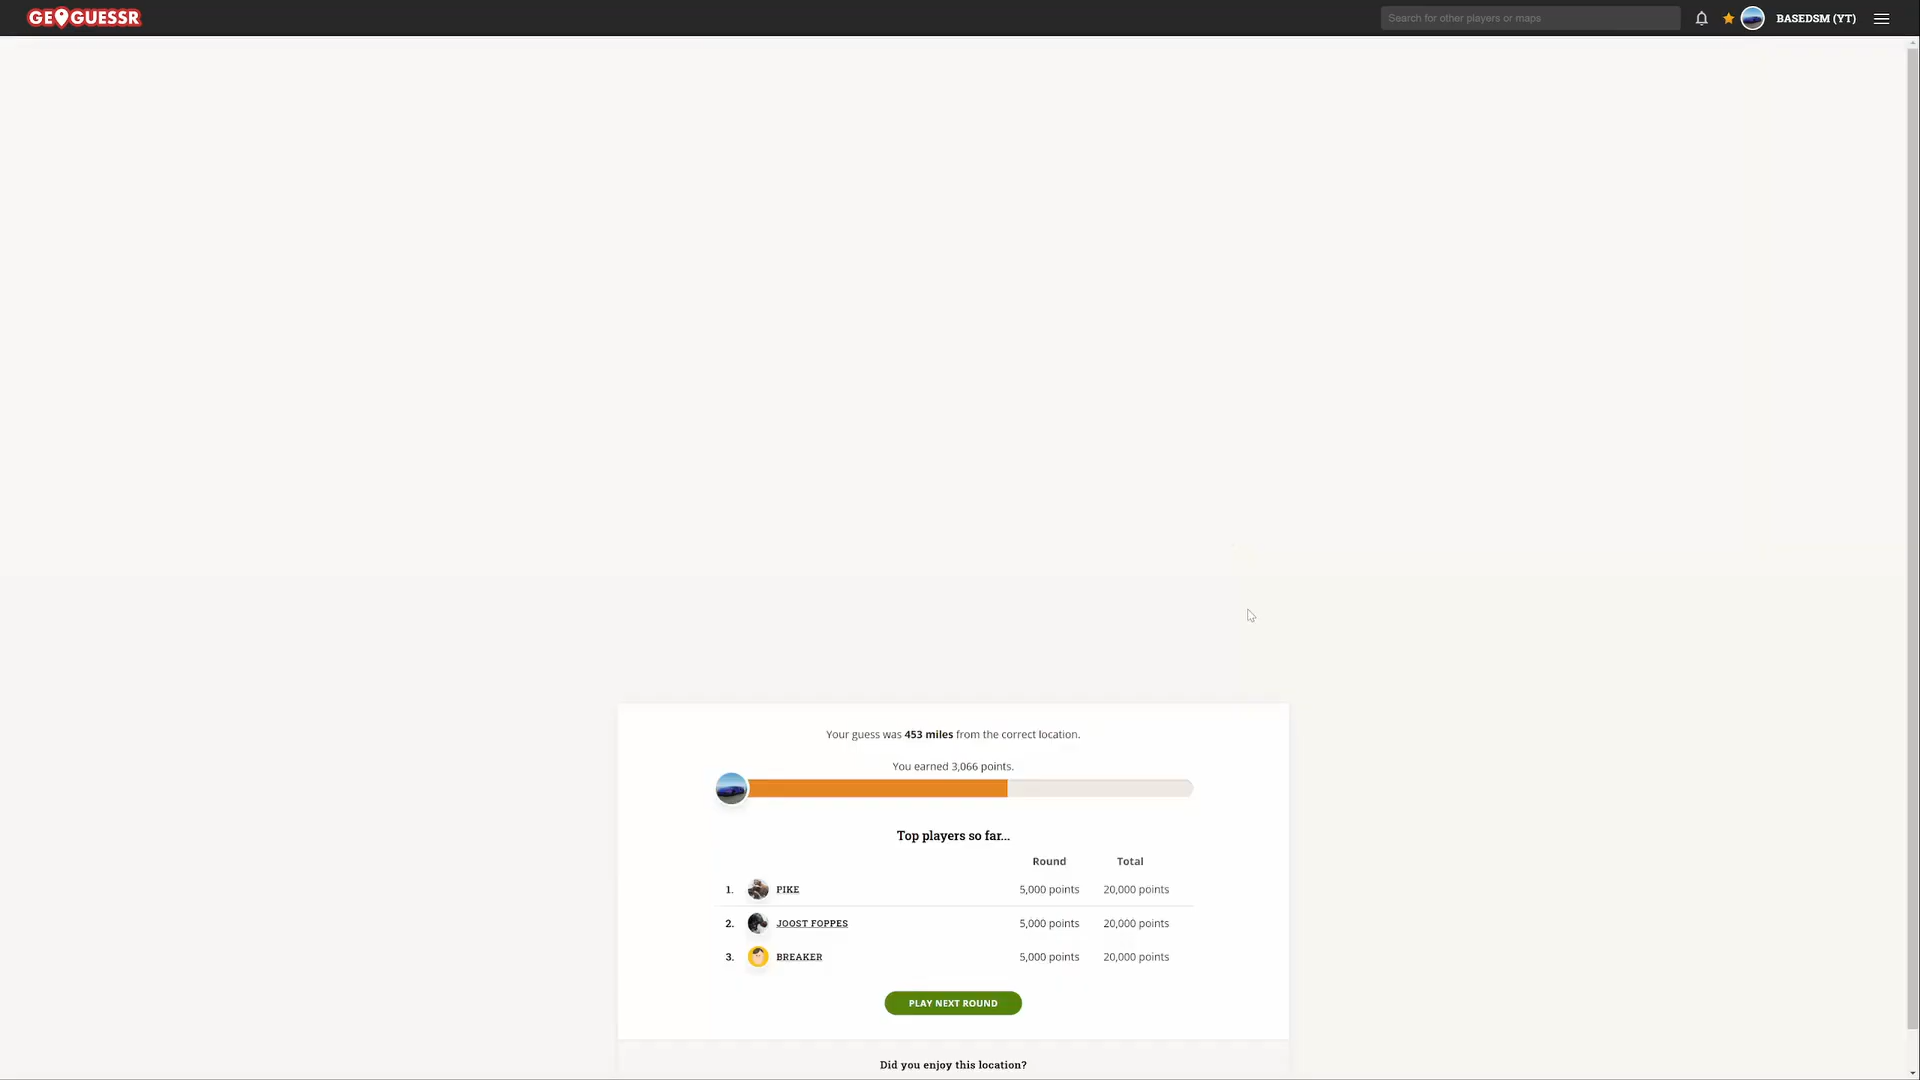 GEOGUESSR
Search for other players or maps
BASEDSM (YT)
Your guess was 453 miles from the correct location.
You earned 3,066 points.
Top players so far...
Round Total
1. PIKE 5,000 points 20,000 points
2. JOOST FOPPES 5,000 points 20,000 points
3. BREAKER 5,000 points 20,000 points
PLAY NEXT ROUND
Did you enjoy this location?